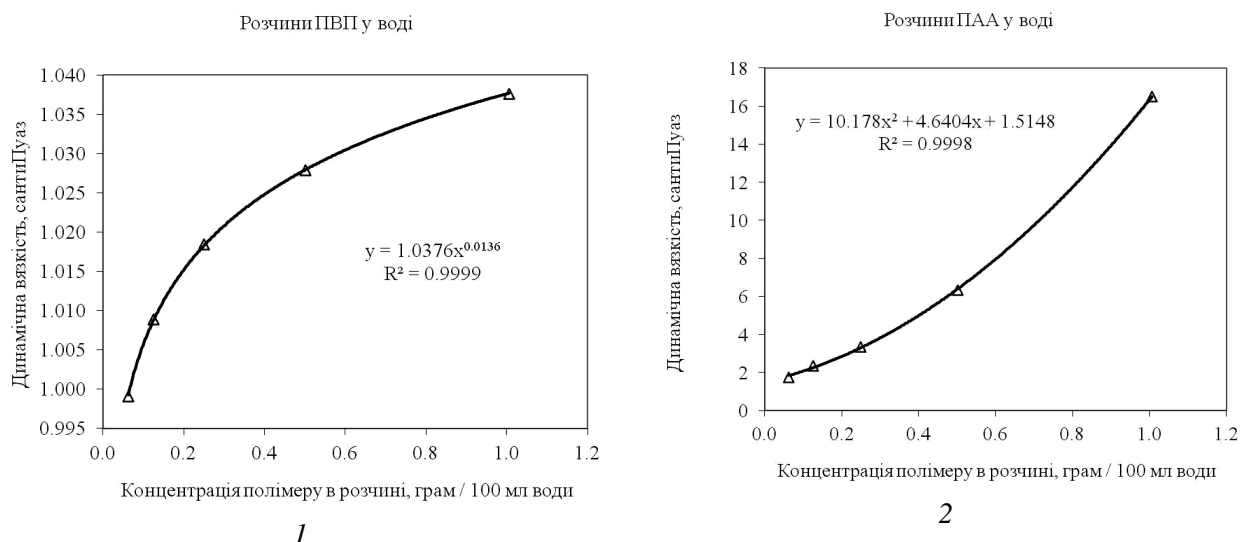 Розчини ПВП у воді
1.040
1.035
1.030
1.025
1.020
1.015
1.010
1.005
1.000
0.995
Динамічна вязкість, сантиПуаз
y = 1.0376x^0.0136
R² = 0.9999
0.0 0.2 0.4 0.6 0.8 1.0 1.2
Концентрація полімеру в розчині, грам / 100 мл води
1
Розчини ПАА у воді
18
16
14
12
10
8
6
4
2
0
Динамічна вязкість, сантиПуаз
y = 10.178x² + 4.6404x + 1.5148
R² = 0.9998
0.0 0.2 0.4 0.6 0.8 1.0 1.2
Концентрація полімеру в розчині, грам / 100 мл води
2